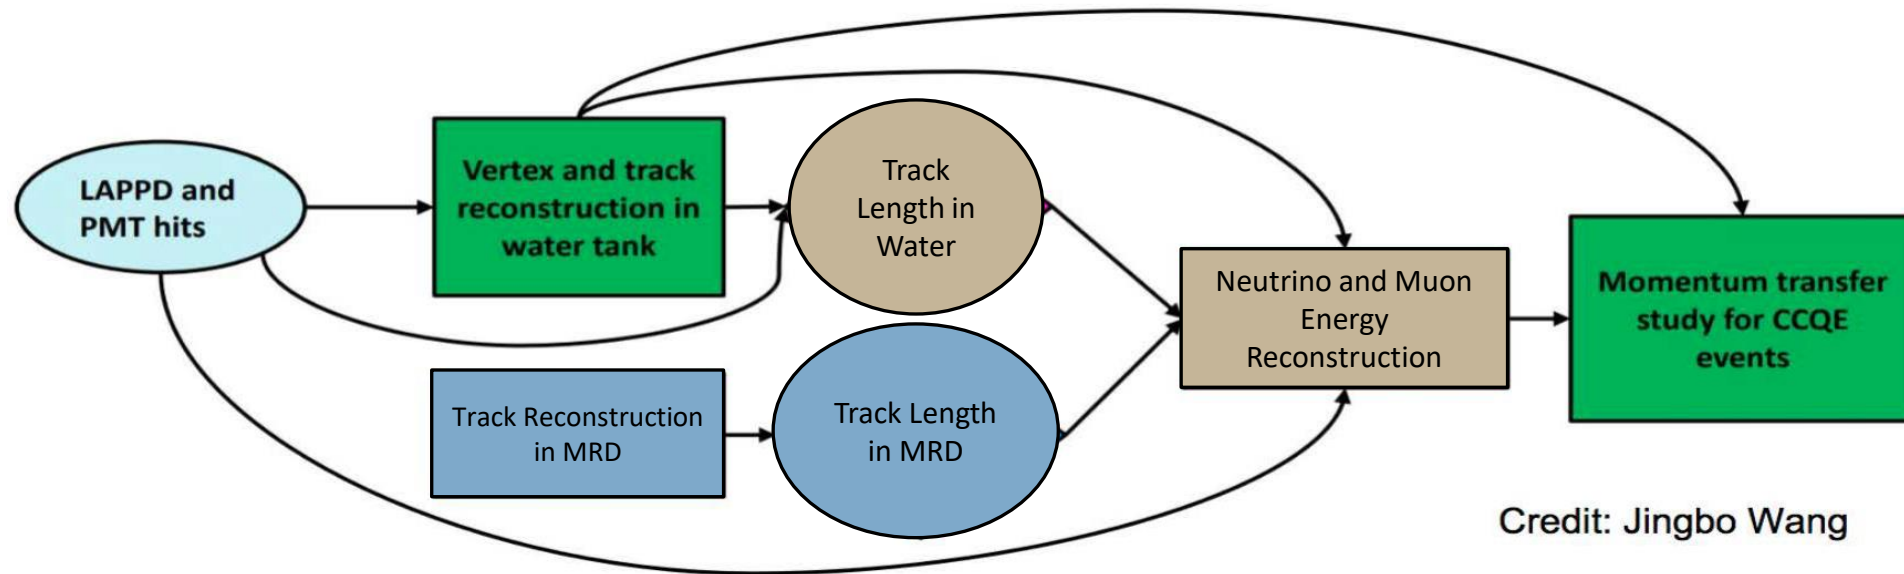 LAPPD and
PMT hits
Vertex and track
reconstruction in
water tank
Track
Length in
Water
Track Reconstruction
in MRD
Track Length
in MRD
Neutrino and Muon
Energy
Reconstruction
Momentum transfer
study for CCQE
events
Credit: Jingbo Wang